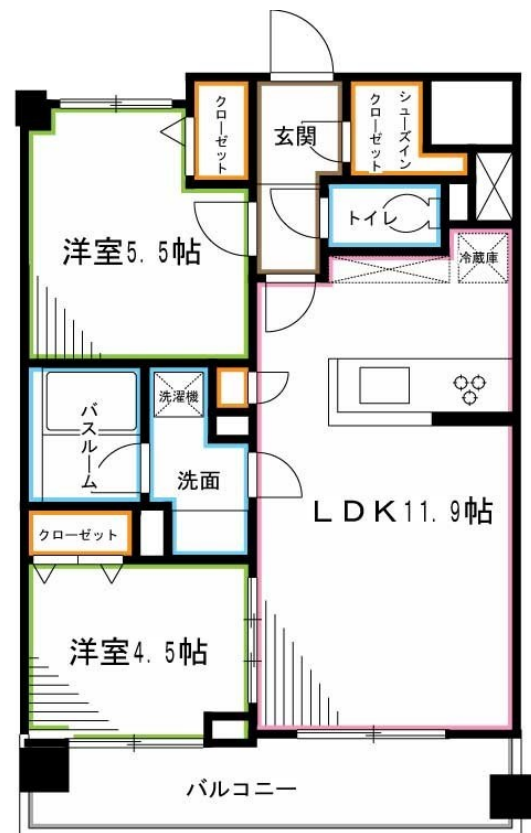 クローゼット
玄関
シューズイン
クローゼット
トイレ
洋室5.5帖
冷蔵庫
洗濯機
バスルーム
洗面
LDK11.9帖
クローゼット
洋室4.5帖
バルコニー